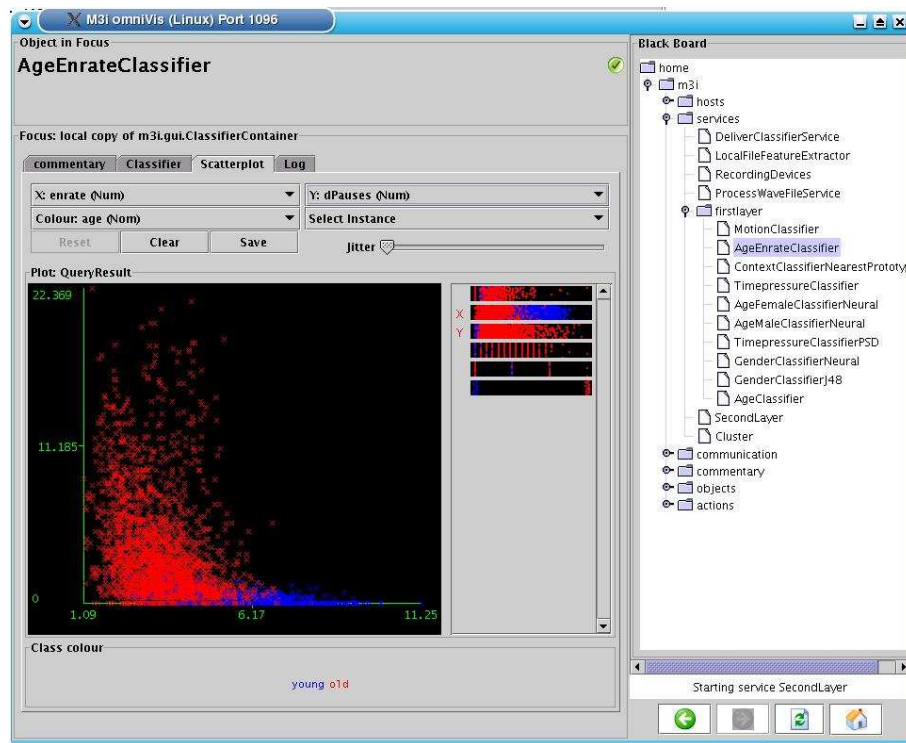 M3i omniVis (Linux) Port 1096
Object in Focus
AgeEnrateClassifier
Focus: local copy of m3i.gui.ClassifierContainer
commentary Classifier Scatterplot Log
X: enrate (Num) Y: dPauses (Num)
Colour: age (Nom) Select Instance
Reset Clear Save Jitter
Plot: QueryResult
22.369
11.185
0
1.09 6.17 11.25
X
Y
Class colour
young old
Black Board
home
m3i
hosts
services
DeliverClassifierService
LocalFileFeatureExtractor
RecordingDevices
ProcessWaveFileService
firstlayer
MotionClassifier
AgeEnrateClassifier
ContextClassifierNearestPrototy
TimepressureClassifier
AgeFemaleClassifierNeural
AgeMaleClassifierNeural
TimepressureClassifierPSD
GenderClassifierNeural
GenderClassifierJ48
AgeClassifier
SecondLayer
Cluster
communication
commentary
objects
actions
Starting service SecondLayer